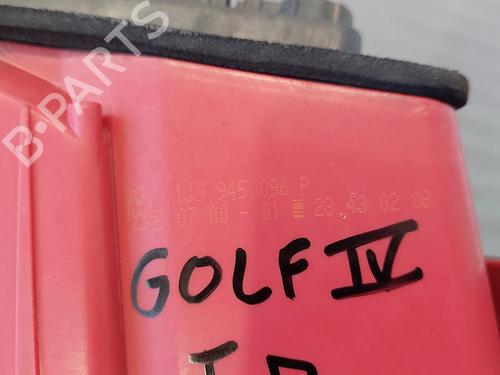 B-PARTS
1J9.945.096.P
07 00 - 01 28.43.02.08
GOLF IV